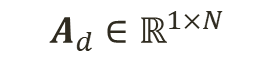 𝑨_d ∈ ℝ^{1×N}